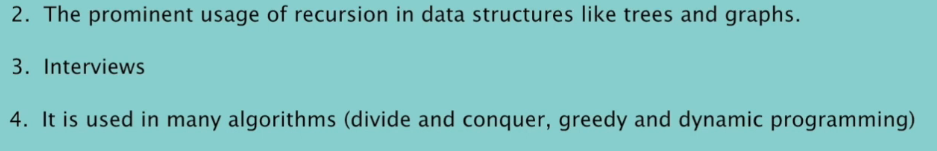 2. The prominent usage of recursion in data structures like trees and graphs.
3. Interviews
4. It is used in many algorithms (divide and conquer, greedy and dynamic programming)